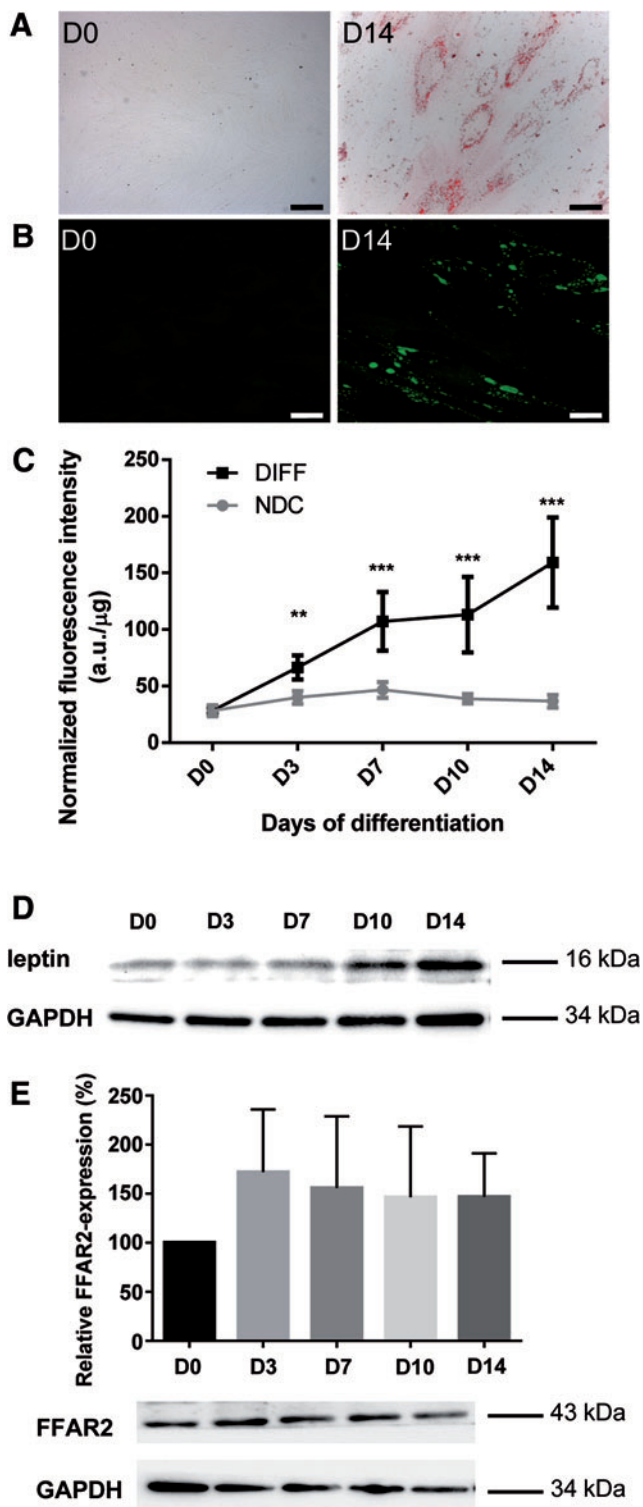 A
D0
D14
B
D0
D14
C
Normalized fluorescence intensity
(a.u./µg)
250
200
150
100
50
0
DIFF
NDC
**
***
***
***
D0
D3
D7
D10
D14
Days of differentiation
D
D0 D3 D7 D10 D14
leptin
16 kDa
GAPDH
34 kDa
E
Relative FFAR2-expression (%)
250
200
150
100
50
0
D0 D3 D7 D10 D14
FFAR2
43 kDa
GAPDH
34 kDa